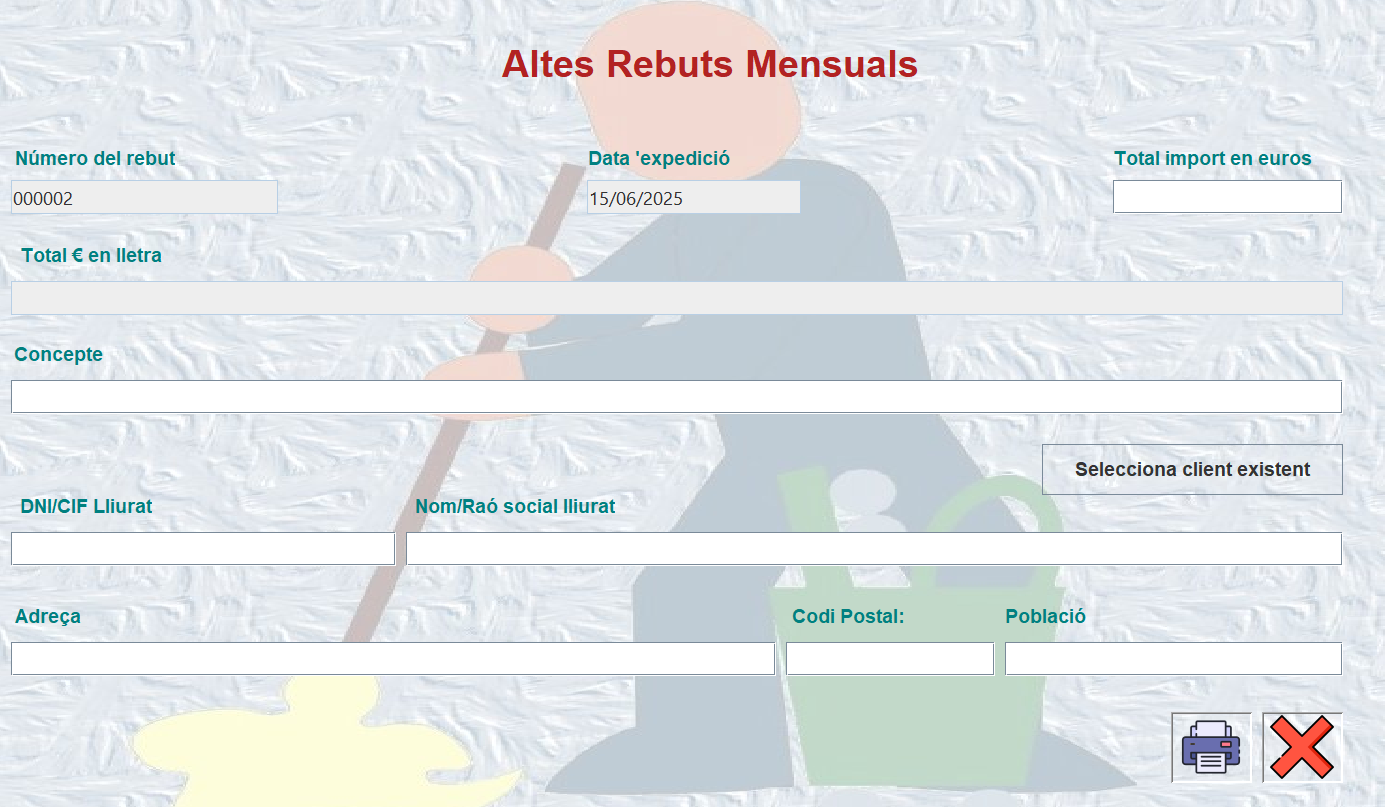 Altes Rebuts Mensuals
Número del rebut
Data 'expedició
Total import en euros
000002
15/06/2025
Total € en lletra
Concepte
Selecciona client existent
DNI/CIF Lliurat
Nom/Raó social lliurat
Adreça
Codi Postal:
Població